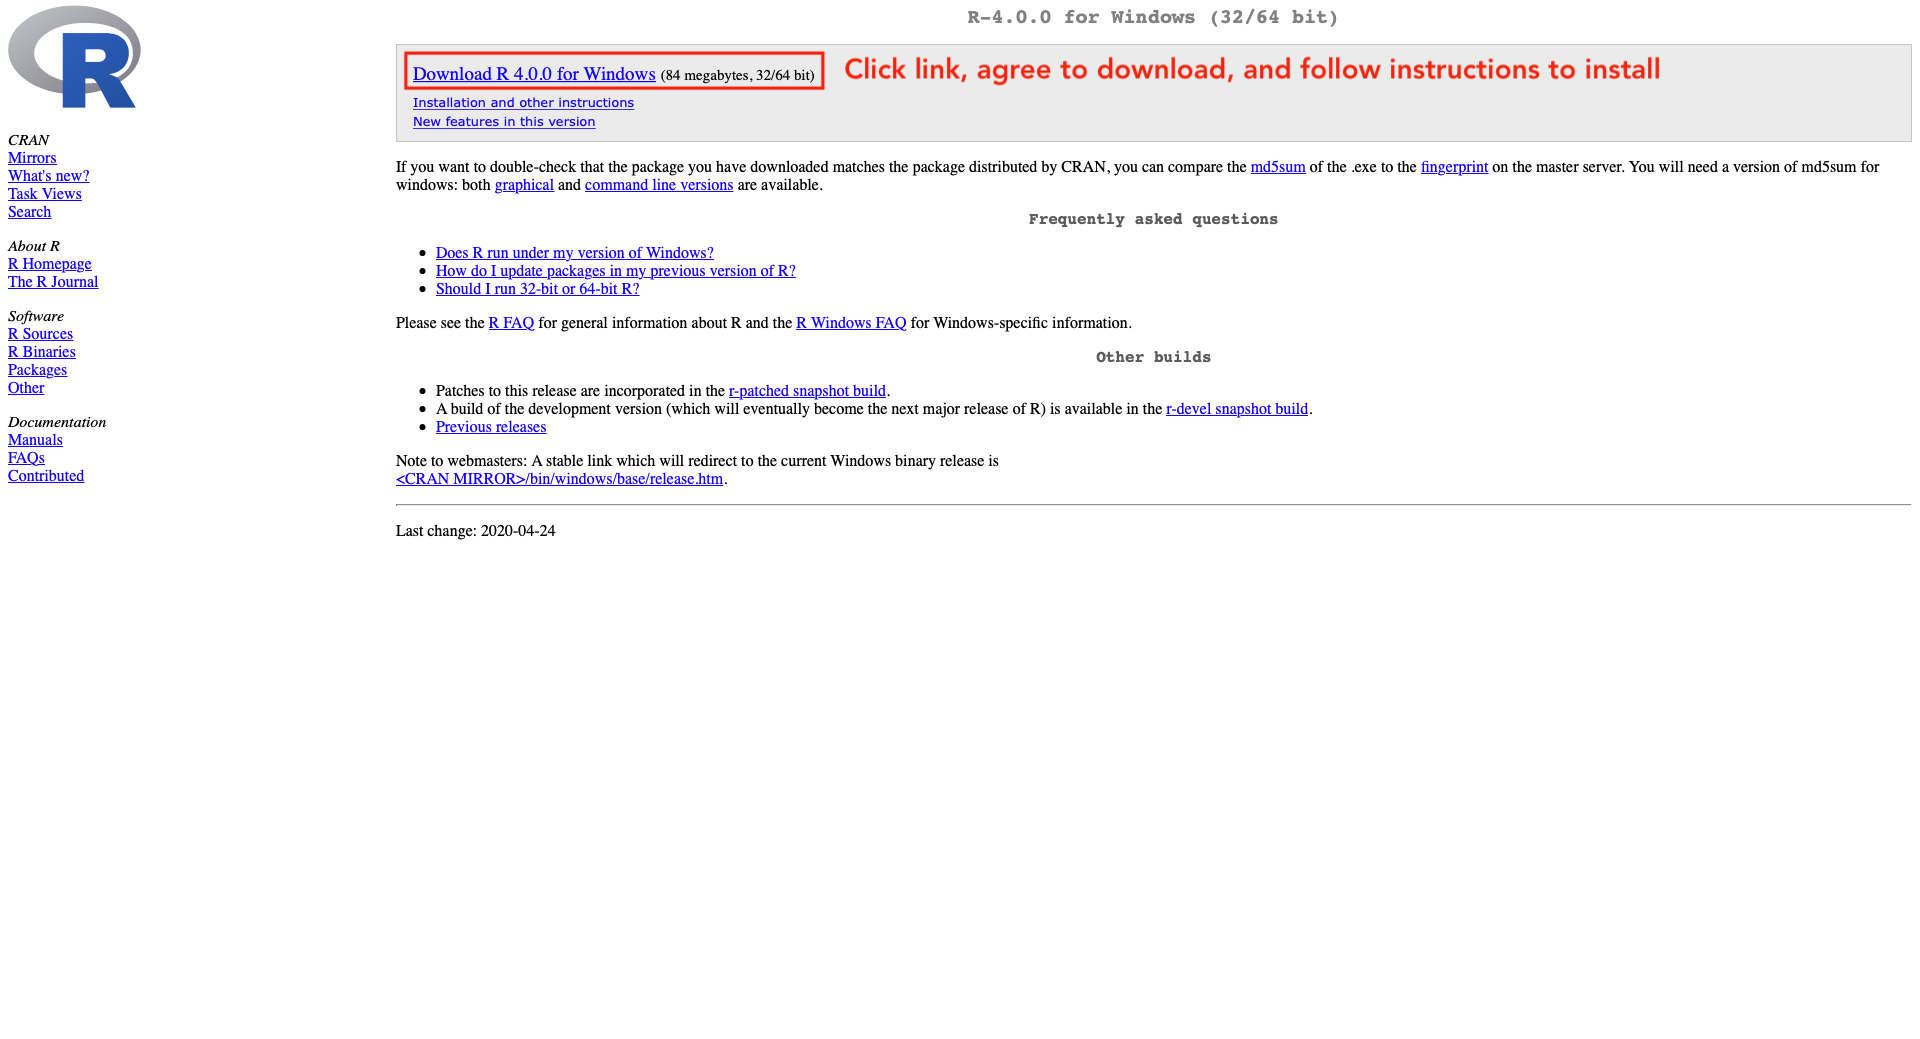 R
CRAN
Mirrors
What's new?
Task Views
Search
About R
R Homepage
The R Journal
Software
R Sources
R Binaries
Packages
Other
Documentation
Manuals
FAQs
Contributed
R-4.0.0 for Windows (32/64 bit)
Download R 4.0.0 for Windows (84 megabytes, 32/64 bit) Click link, agree to download, and follow instructions to install
Installation and other instructions
New features in this version
If you want to double-check that the package you have downloaded matches the package distributed by CRAN, you can compare the md5sum of the .exe to the fingerprint on the master server. You will need a version of md5sum for
windows: both graphical and command line versions are available.
Frequently asked questions
• Does R run under my version of Windows?
• How do I update packages in my previous version of R?
• Should I run 32-bit or 64-bit R?
Please see the R FAQ for general information about R and the R Windows FAQ for Windows-specific information.
Other builds
• Patches to this release are incorporated in the r-patched snapshot build.
• A build of the development version (which will eventually become the next major release of R) is available in the r-devel snapshot build.
• Previous releases
Note to webmasters: A stable link which will redirect to the current Windows binary release is
<CRAN MIRROR>/bin/windows/base/release.htm.
Last change: 2020-04-24